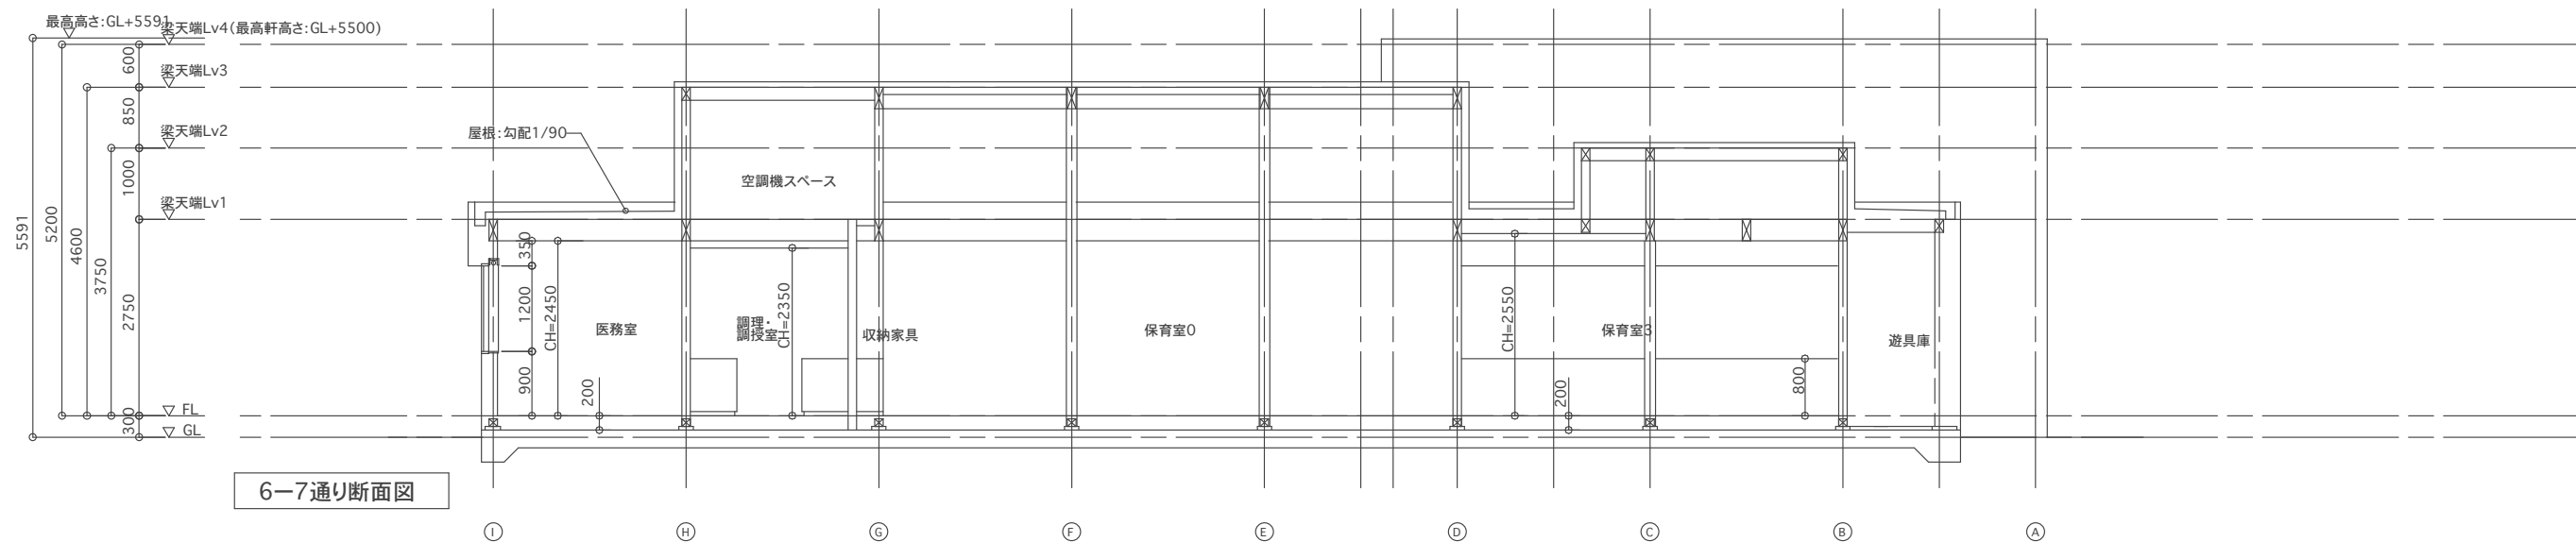 最高高さ:GL+5591
梁天端Lv4(最高軒高さ:GL+5500)
600
梁天端Lv3
850
梁天端Lv2
屋根:勾配1/90
1000
空調機スペース
梁天端Lv1
5591
5200
4600
3750
2750
350
1200
900
CH=2450
200
医務室
調理・
調授室
CH=2350
収納家具
保育室0
CH=2550
保育室3
200
800
遊具庫
FL
300
GL
6ー7通り断面図
I
H
G
F
E
D
C
B
A